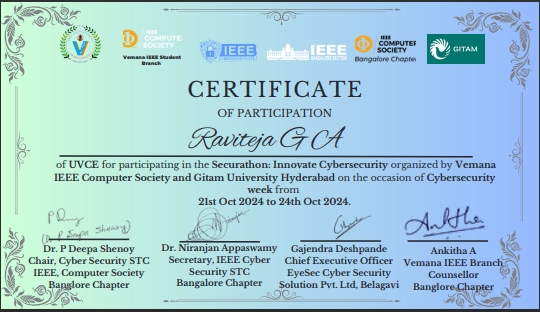 IEEE COMPUTE SOCIETY
Vemana IEEE Student Branch
IEEE
IEEE
BANGALORE SECTION
IEEE COMPUTER SOCIETY
Bangalore Chapter
GITAM
CERTIFICATE
OF PARTICIPATION
Raviteja G A
of UVCE for participating in the Securathon: Innovate Cybersecurity organized by Vemana
IEEE Computer Society and Gitam University Hyderabad on the occasion of Cybersecurity
week from
21st Oct 2024 to 24th Oct 2024.
Dr. P Deepa Shenoy
Chair, Cyber Security STC
IEEE, Computer Society
Banglore Chapter
Dr. Niranjan Appaswamy
Secretary, IEEE Cyber
Security STC
Bangalore Chapter
Gajendra Deshpande
Chief Executive Officer
EyeSec Cyber Security
Solution Pvt. Ltd, Belagavi
Ankitha A
Vemana IEEE Branch
Counsellor
Banglore Chapter